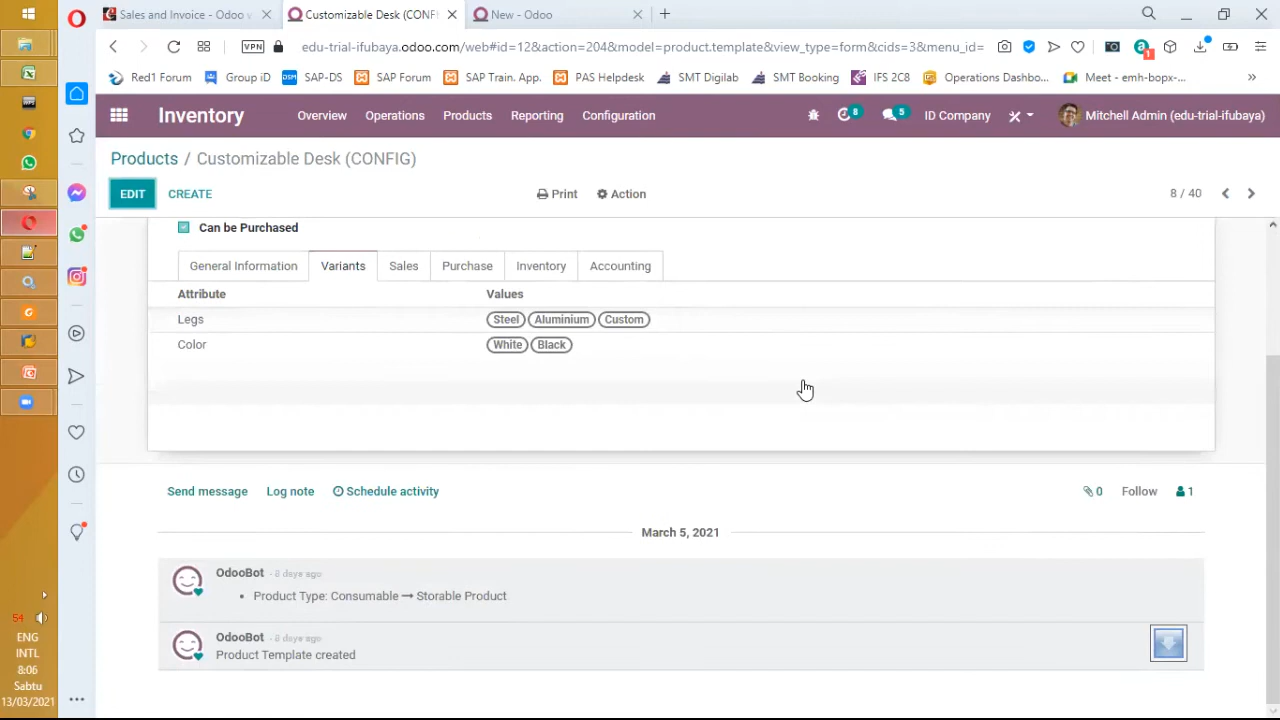 Sales and Invoice - Odoo v
Customizable Desk (CONFI
New - Odoo
VPN
edu-trial-ifubaya.odoo.com/web#id=12&action=204&model=product.template&view_type=form&cids=3&menu_id=
1
Red1 Forum
Group iD
SAP-DS
SAP Forum
SAP Train. App.
PAS Helpdesk
SMT Digilab
SMT Booking
IFS 2C8
Operations Dashbo...
Meet - emh-bopx-...
»
Inventory
Overview
Operations
Products
Reporting
Configuration
8
5
ID Company
Mitchell Admin (edu-trial-ifubaya)
Products / Customizable Desk (CONFIG)
EDIT
CREATE
Print
Action
8 / 40
Can be Purchased
General Information
Variants
Sales
Purchase
Inventory
Accounting
Attribute
Values
Legs
Steel
Aluminium
Custom
Color
White
Black
Send message
Log note
Schedule activity
0
Follow
1
March 5, 2021
OdooBot - 8 days ago
Product Type: Consumable → Storable Product
OdooBot - 8 days ago
Product Template created
54
ENG
INTL
8:06
Sabtu
13/03/2021